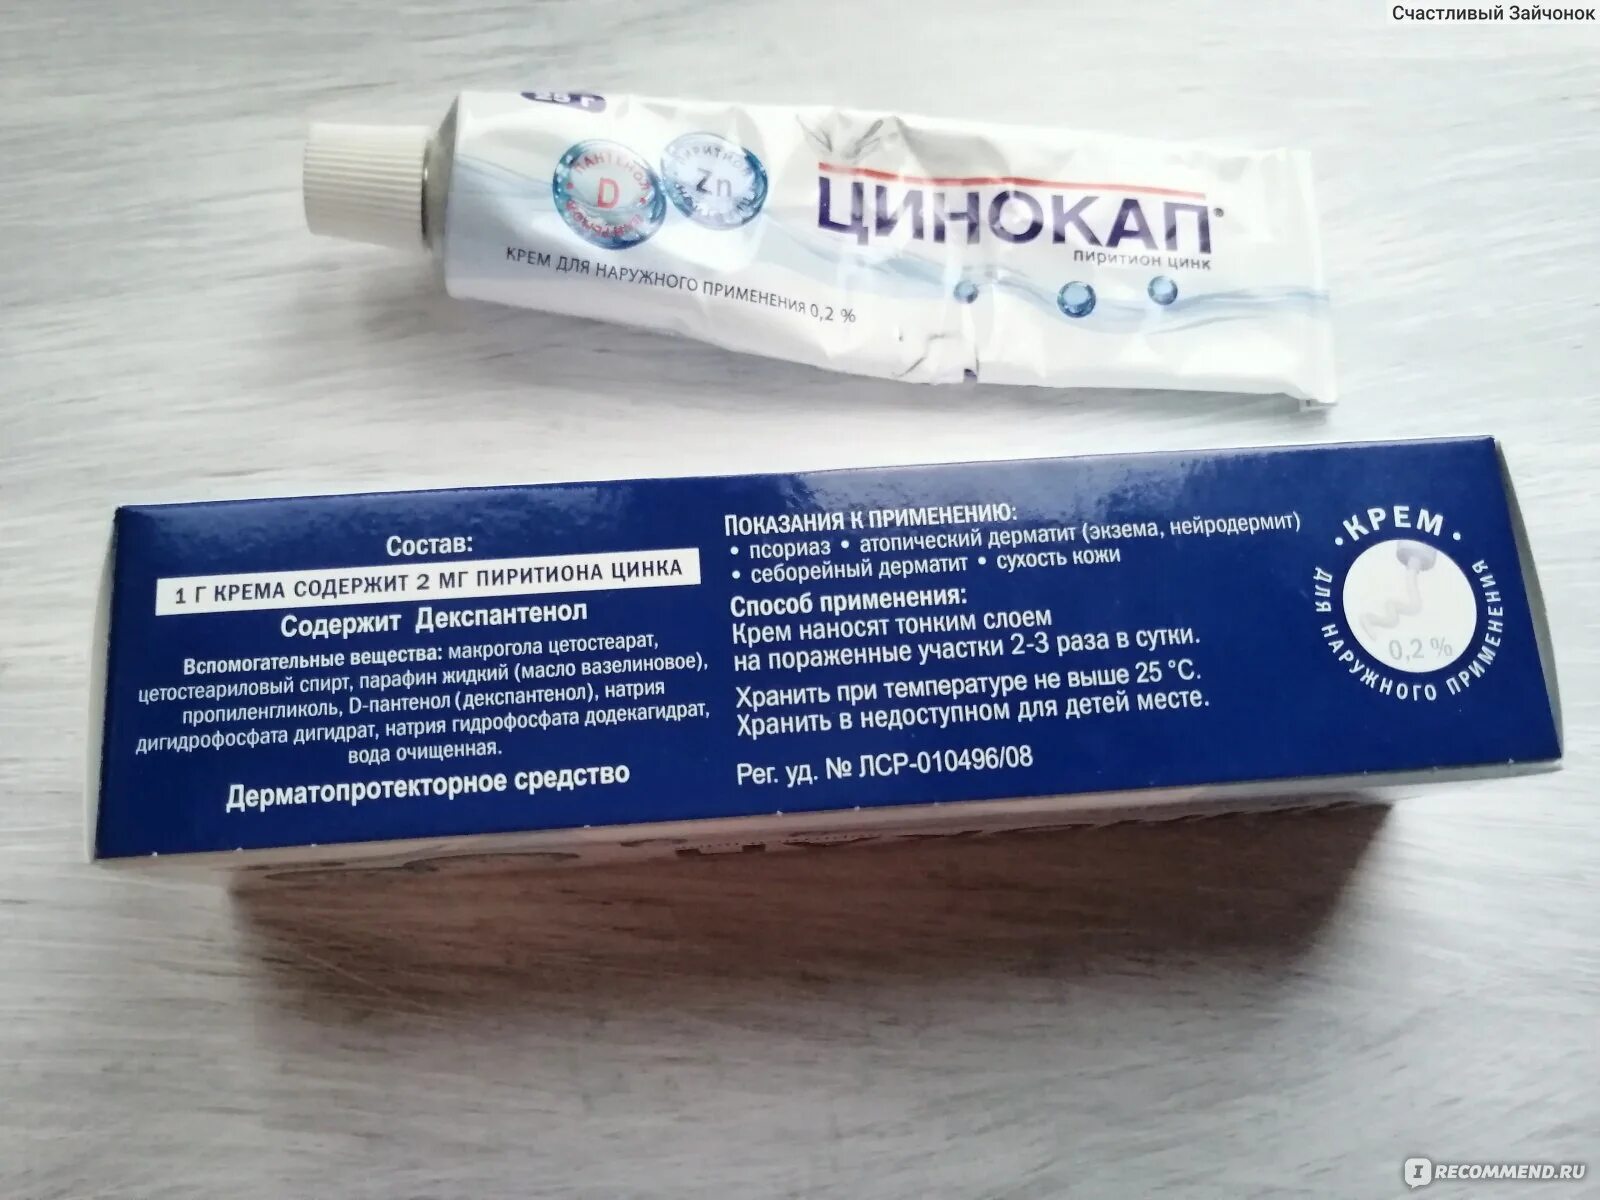 Счастливый Зайчонок
25 Г
ПАНТЕНОЛ
D
ПИРИТИОН
Zn
ЦИНОКАП®
ПИРИТИОН ЦИНК
КРЕМ ДЛЯ НАРУЖНОГО ПРИМЕНЕНИЯ 0,2 %
Состав:
1 Г КРЕМА СОДЕРЖИТ 2 МГ ПИРИТИОНА ЦИНКА
Содержит Декспантенол
Вспомогательные вещества: макрогола цетостеарат,
цетостеариловый спирт, парафин жидкий (масло вазелиновое),
пропиленгликоль, D-пантенол (декспантенол), натрия
дигидрофосфата дигидрат, натрия гидрофосфата додекагидрат,
вода очищенная.
Дерматопротекторное средство
ПОКАЗАНИЯ К ПРИМЕНЕНИЮ:
• псориаз • атопический дерматит (экзема, нейродермит)
• себорейный дерматит • сухость кожи
Способ применения:
Крем наносят тонким слоем
на пораженные участки 2-3 раза в сутки.
Хранить при температуре не выше 25 °С.
Хранить в недоступном для детей месте.
Рег. уд. № ЛСР-010496/08
• КРЕМ •
ДЛЯ НАРУЖНОГО ПРИМЕНЕНИЯ
0,2 %
IRECOMMEND.RU